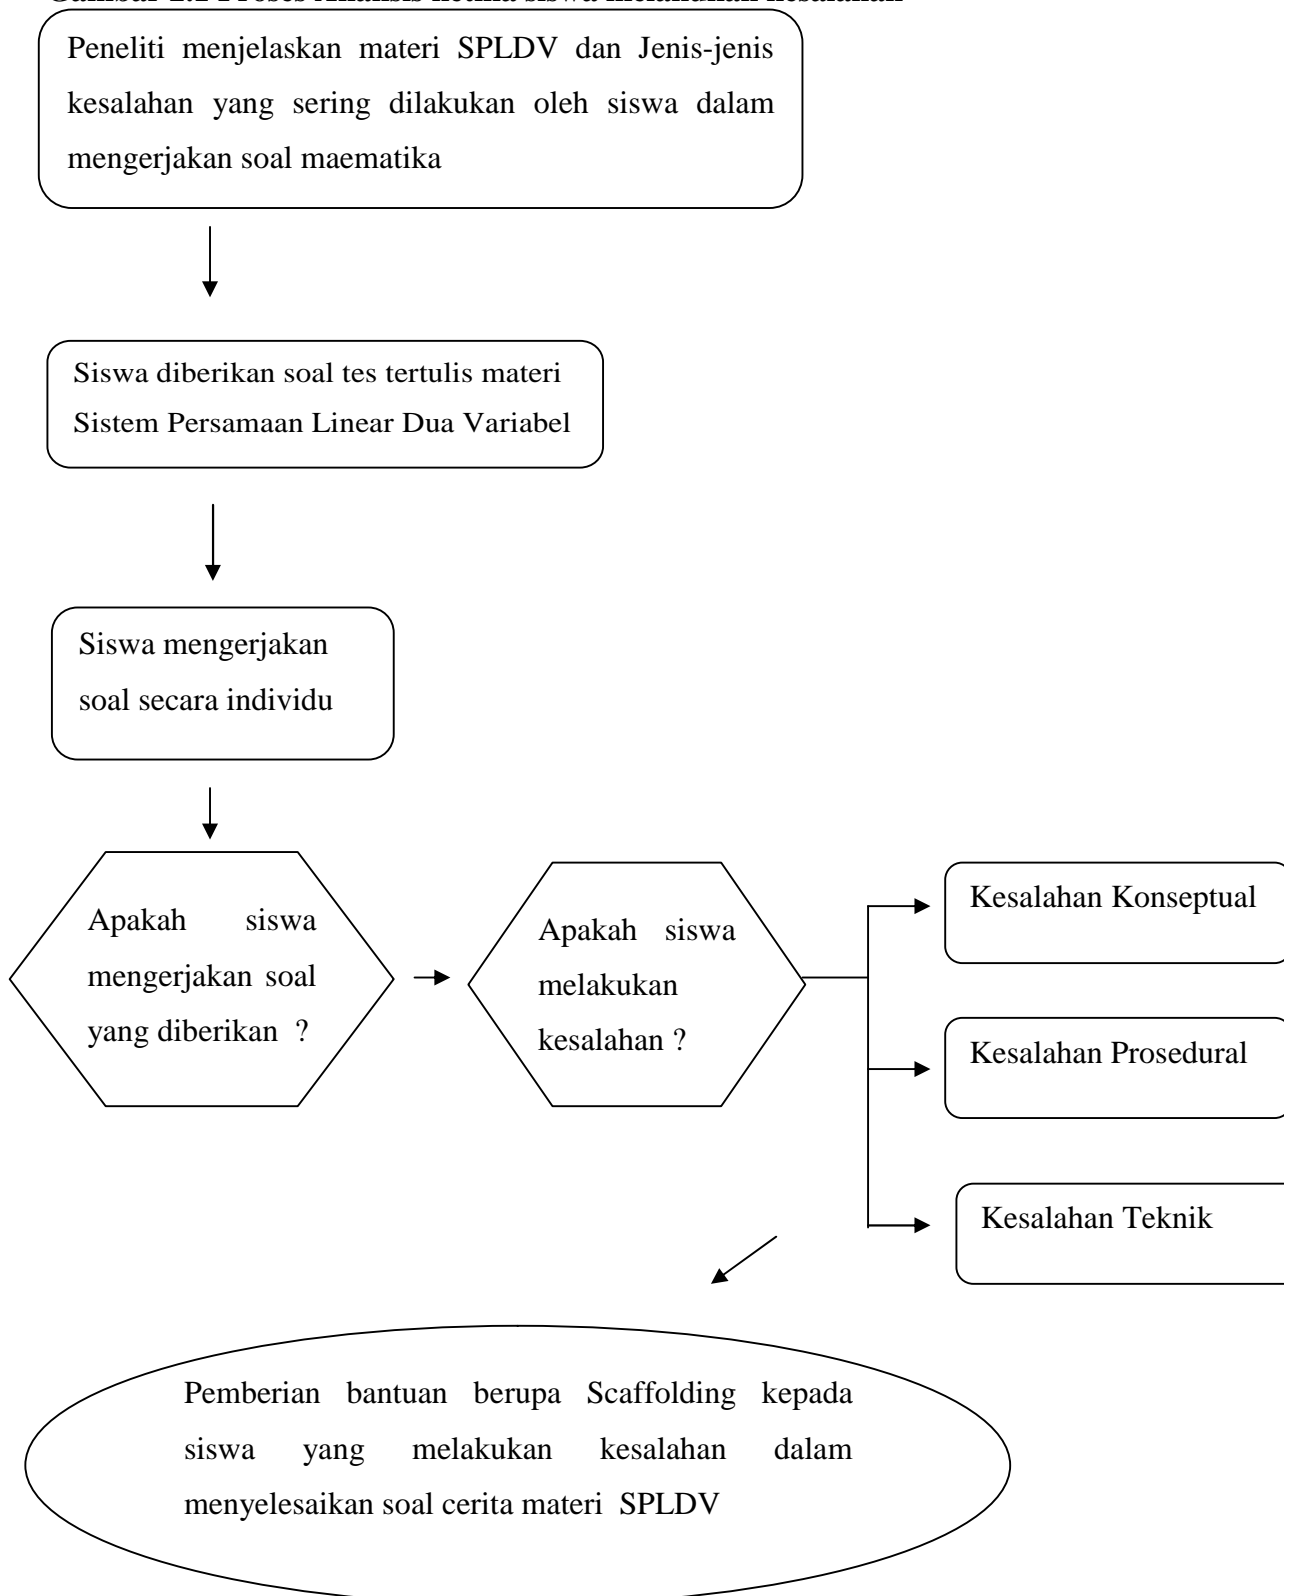 Peneliti menjelaskan materi SPLDV dan Jenis-jenis
kesalahan yang sering dilakukan oleh siswa dalam
mengerjakan soal maematika
Siswa diberikan soal tes tertulis materi
Sistem Persamaan Linear Dua Variabel
Siswa mengerjakan
soal secara individu
Apakah siswa
mengerjakan soal
yang diberikan ?
Apakah siswa
melakukan
kesalahan ?
Kesalahan Konseptual
Kesalahan Prosedural
Kesalahan Teknik
Pemberian bantuan berupa Scaffolding kepada
siswa yang melakukan kesalahan dalam
menyelesaikan soal cerita materi SPLDV